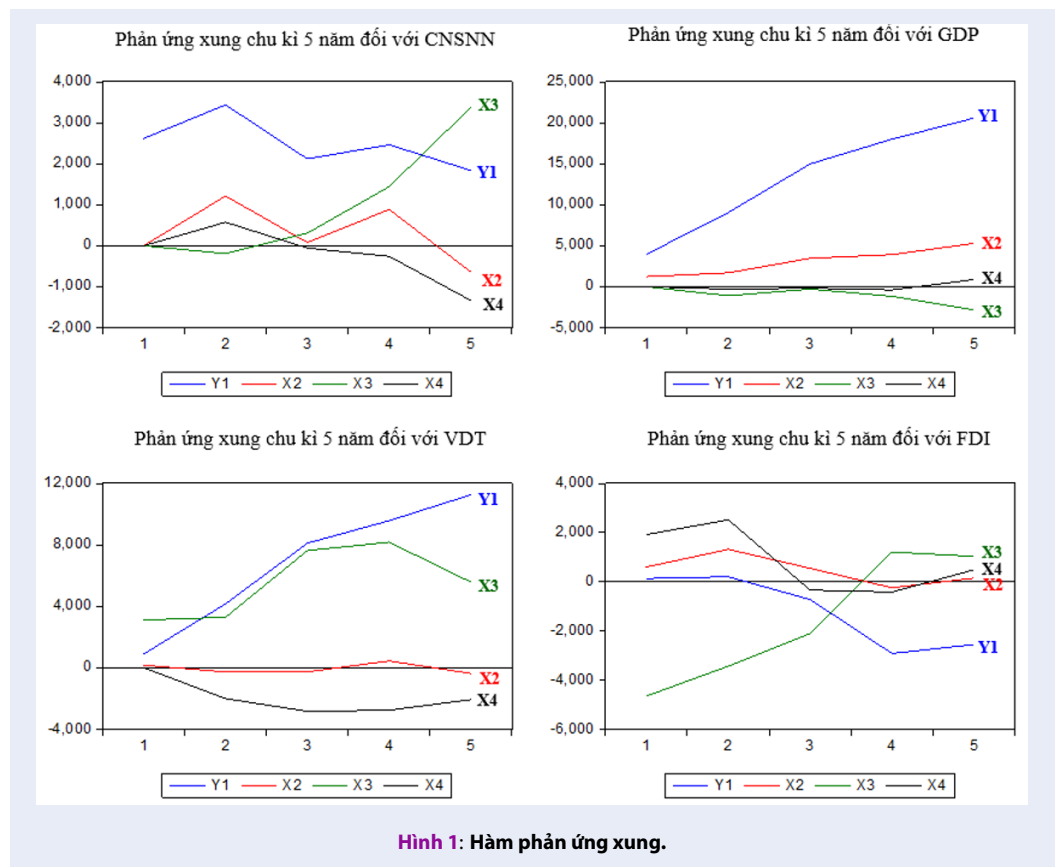 Phản ứng xung chu kì 5 năm đối với CNSNN
4,000
3,000
2,000
1,000
0
-1,000
-2,000
X3
Y1
X2
X4
1 2 3 4 5
Y1 X2 X3 X4
Phản ứng xung chu kì 5 năm đối với GDP
25,000
20,000
15,000
10,000
5,000
0
-5,000
Y1
X2
X4
X3
1 2 3 4 5
Y1 X2 X3 X4
Phản ứng xung chu kì 5 năm đối với VDT
12,000
8,000
4,000
0
-4,000
Y1
X3
X2
X4
1 2 3 4 5
Y1 X2 X3 X4
Phản ứng xung chu kì 5 năm đối với FDI
4,000
2,000
0
-2,000
-4,000
-6,000
X3
X4
X2
Y1
1 2 3 4 5
Y1 X2 X3 X4
Hình 1: Hàm phản ứng xung.